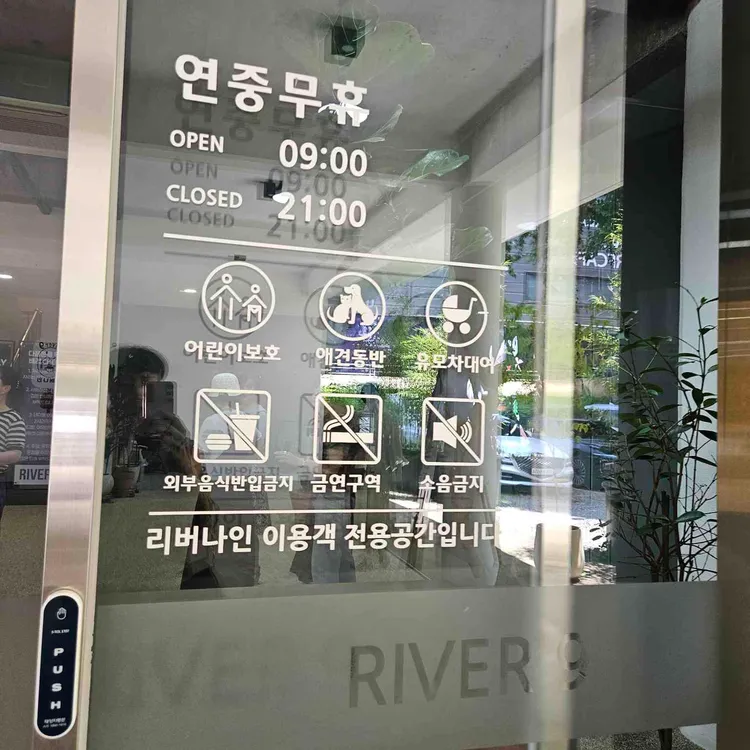 연중무휴
OPEN 09:00
CLOSED 21:00
어린이보호 애견동반 유모차대여
외부음식반입금지 금연구역 소음금지
리버나인 이용객 전용공간입니다
RIVER 9
PUSH
RIVER